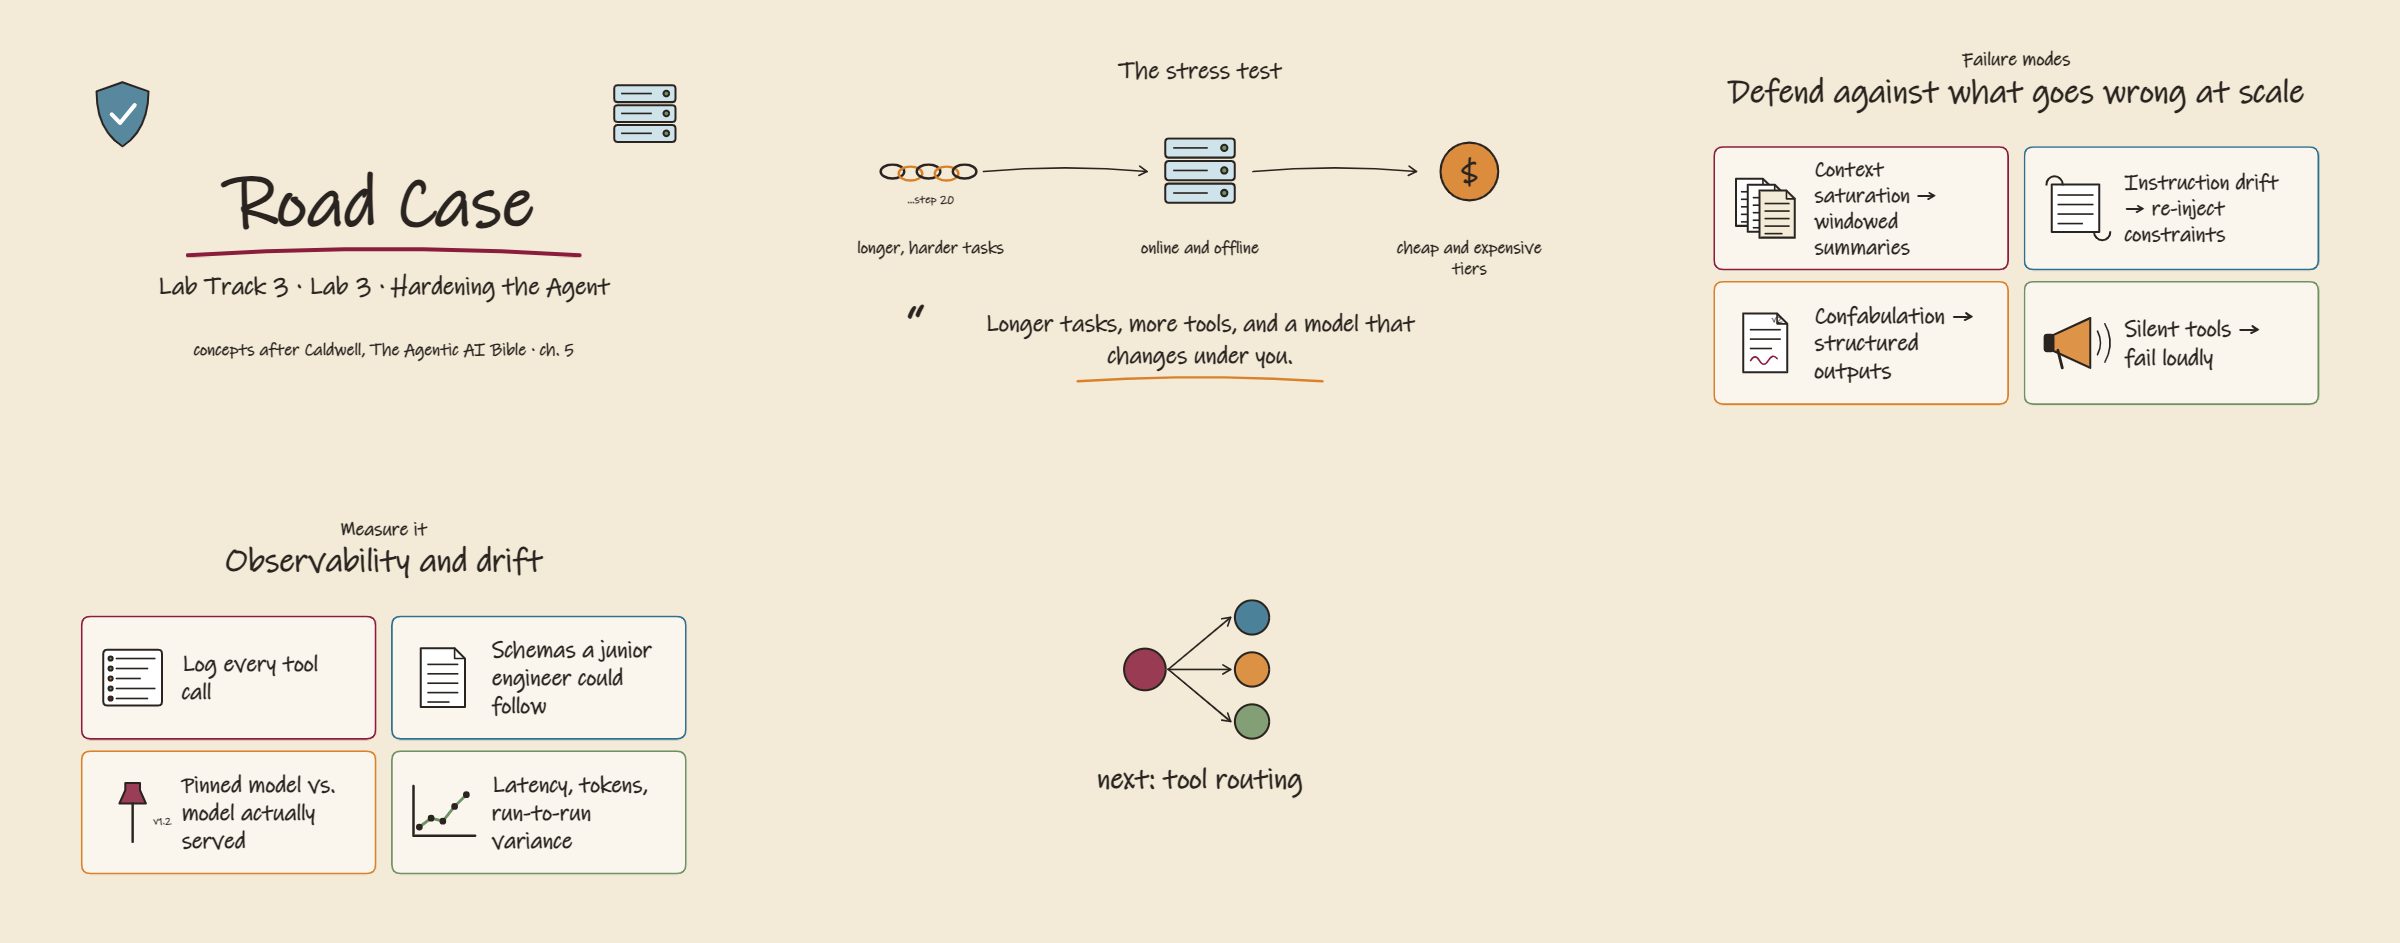 Road Case
Lab Track 3 · Lab 3 · Hardening the Agent
concepts after Caldwell, The Agentic AI Bible · ch. 5
The stress test
...step 20
longer, harder tasks
online and offline
$
cheap and expensive
tiers
“
Longer tasks, more tools, and a model that
changes under you.
Failure modes
Defend against what goes wrong at scale
Context
saturation →
windowed
summaries
Instruction drift
→ re-inject
constraints
Confabulation →
structured
outputs
Silent tools →
fail loudly
Measure it
Observability and drift
Log every tool
call
Schemas a junior
engineer could
follow
v1.2
Pinned model vs.
model actually
served
Latency, tokens,
run-to-run
variance
next: tool routing